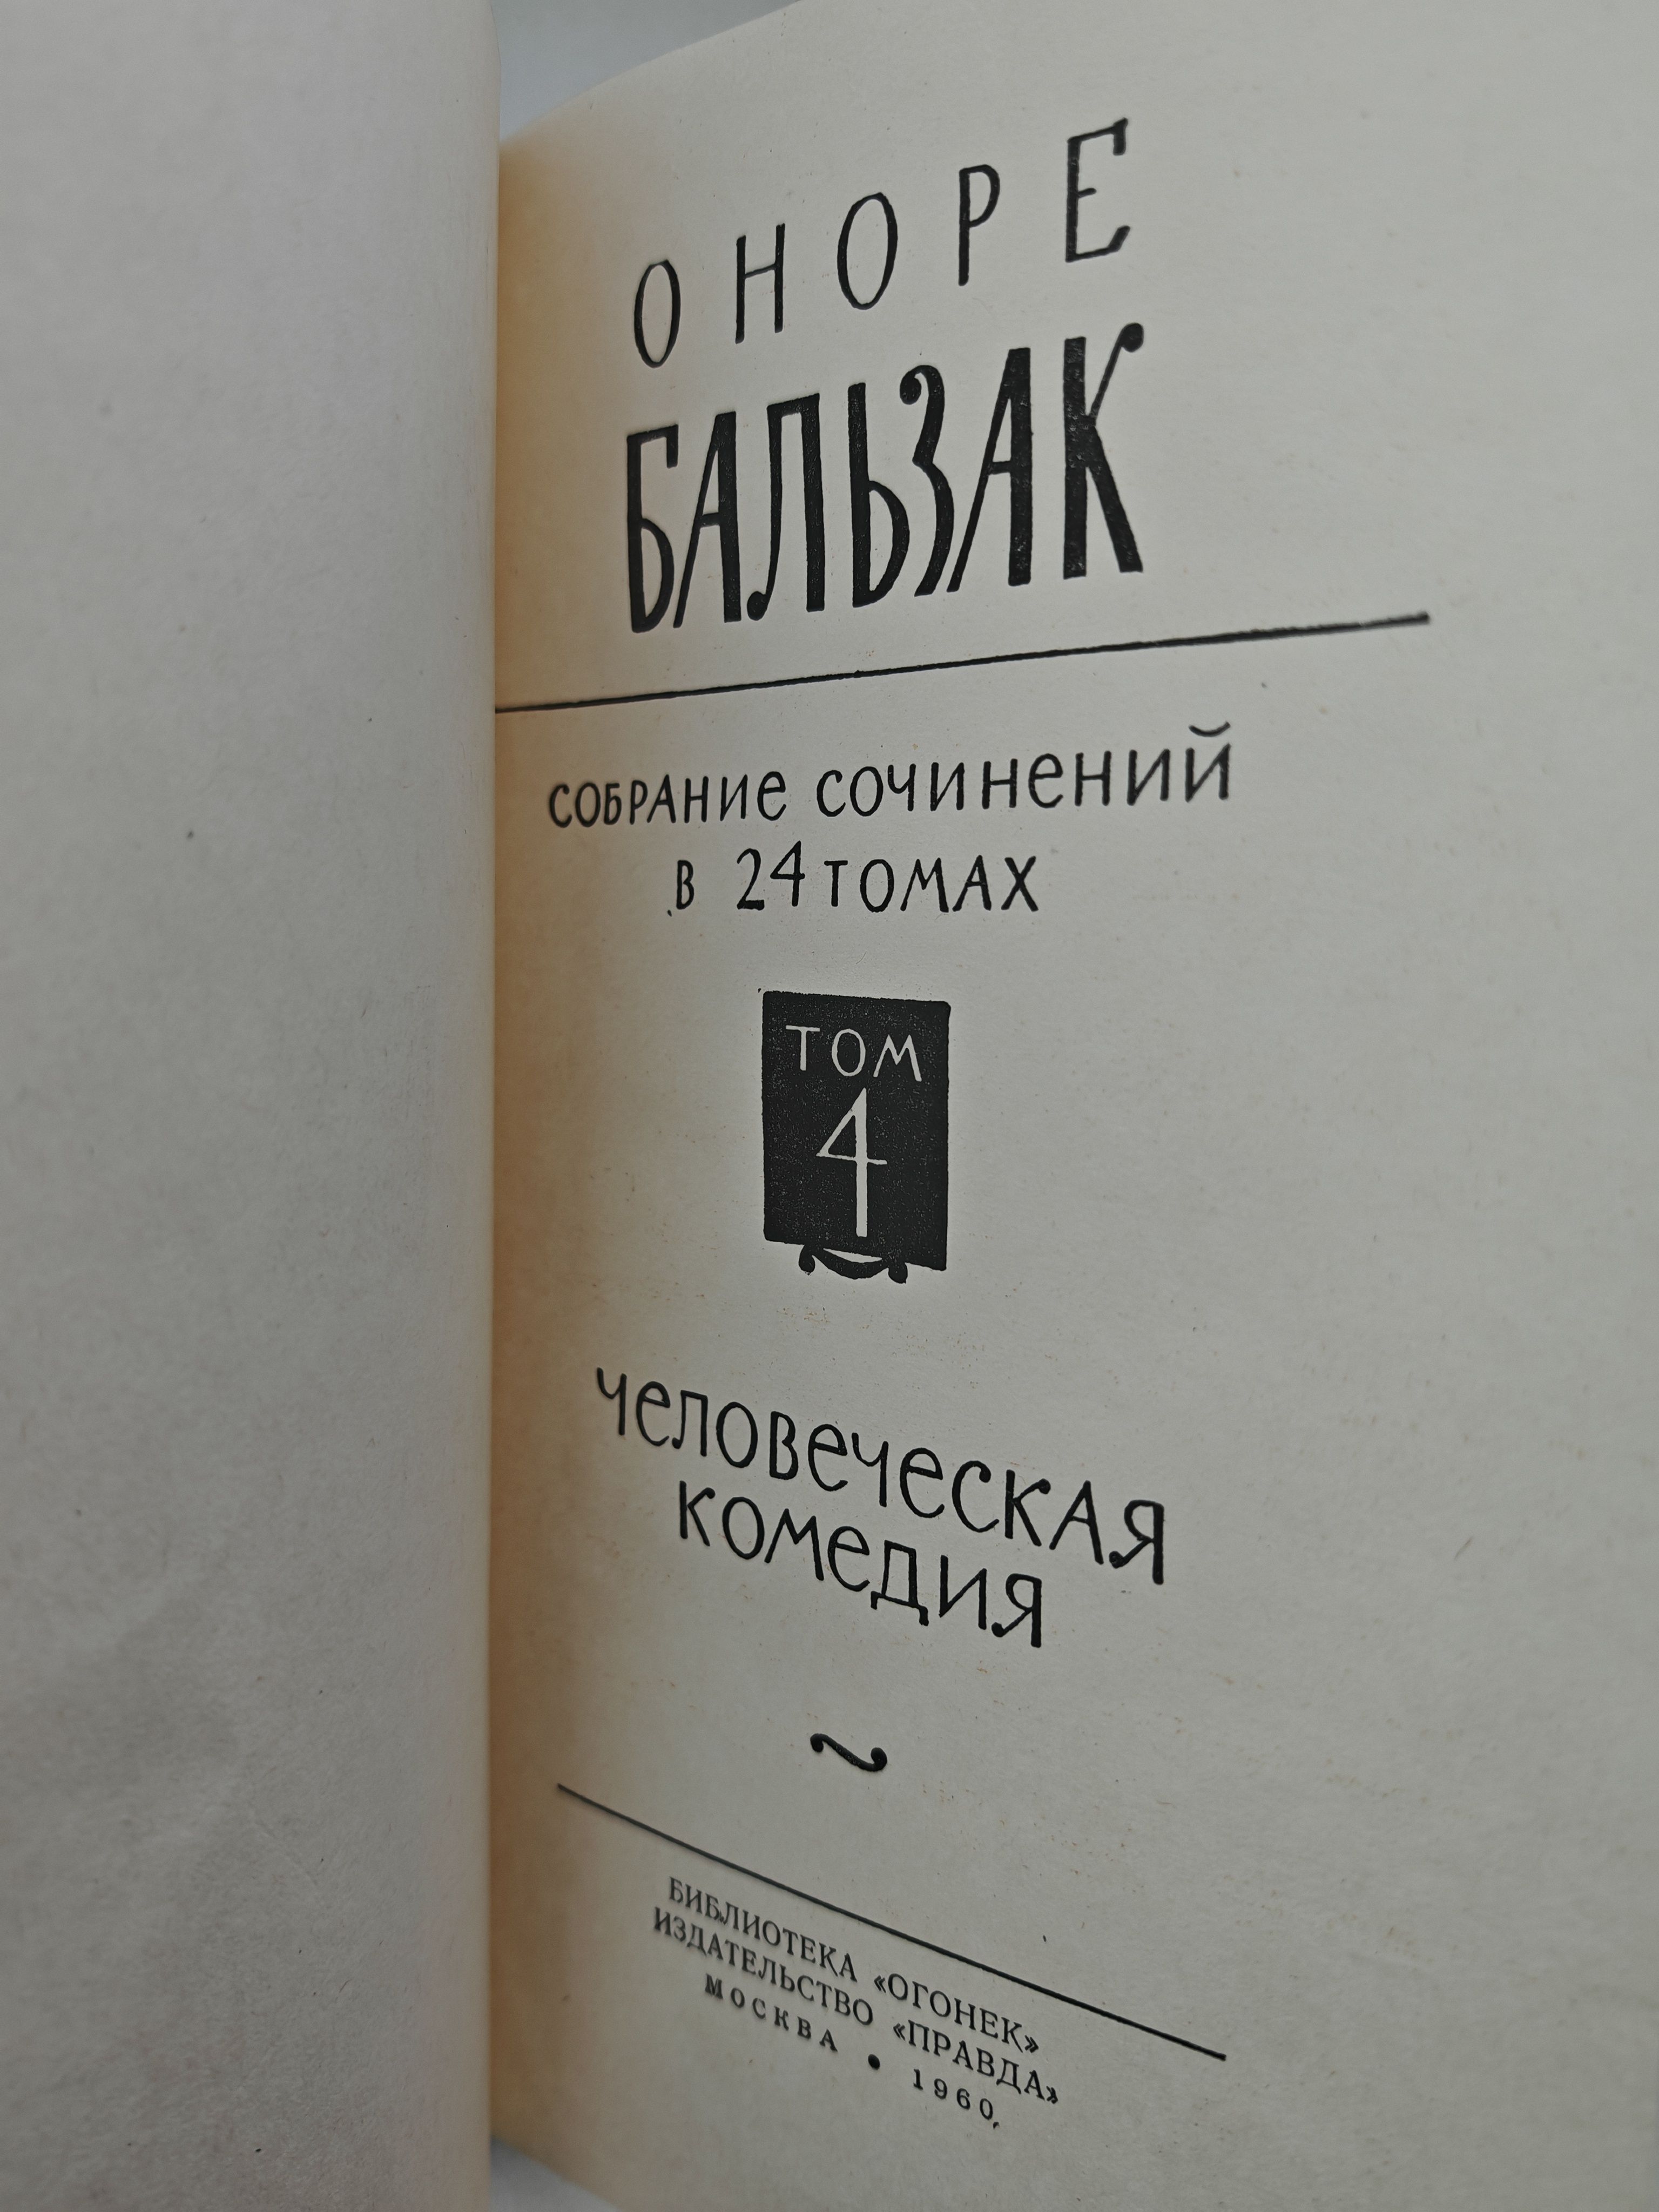 ОНОРЕ
БАЛЬЗАК
СОБРАНИЕ СОЧИНЕНИЙ
В 24 ТОМАХ
ТОМ
4
ЧЕЛОВЕЧЕСКАЯ
КОМЕДИЯ
БИБЛИОТЕКА «ОГОНЕК»
ИЗДАТЕЛЬСТВО «ПРАВДА»
МОСКВА • 1960